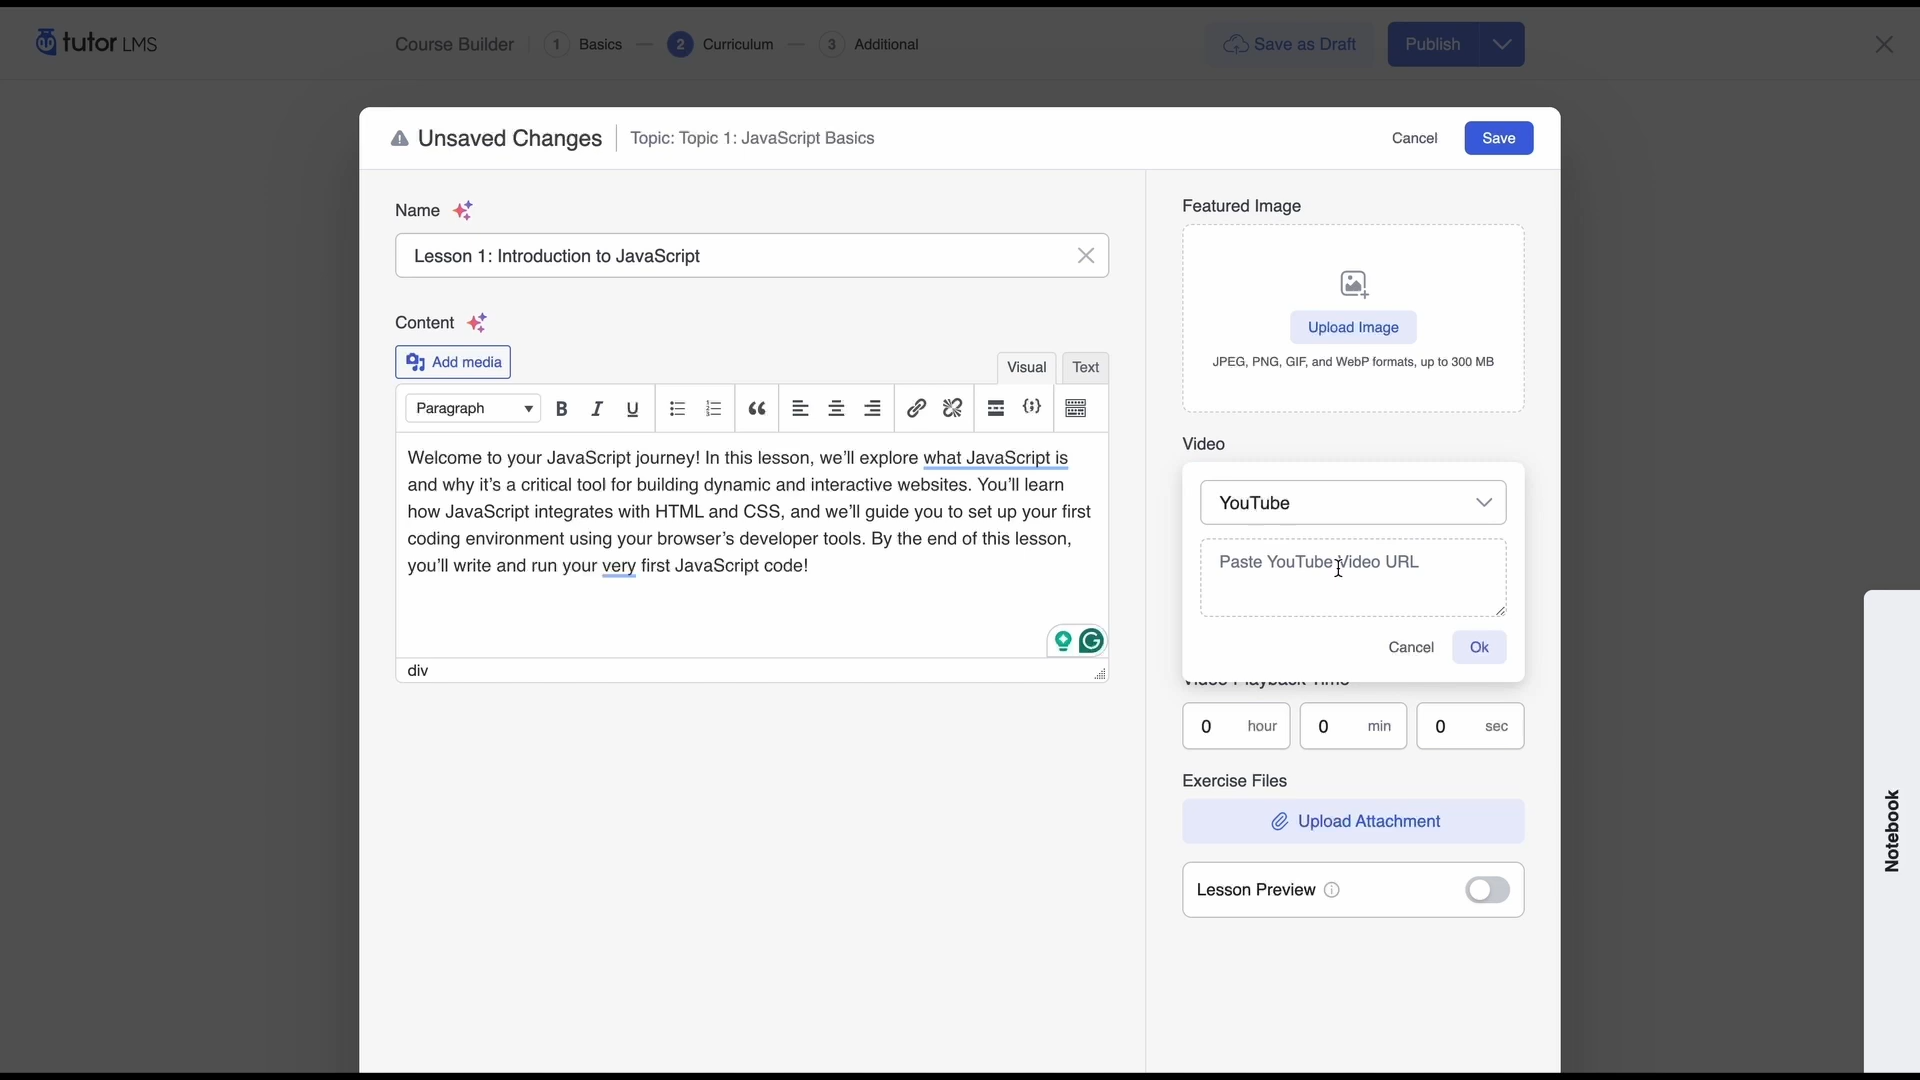 tutor LMS
Course Builder
1 Basics
2 Curriculum
3 Additional
Save as Draft
Publish
Unsaved Changes
Topic: Topic 1: JavaScript Basics
Cancel
Save
Name
Lesson 1: Introduction to JavaScript
Content
Add media
Visual
Text
Paragraph
B I U
Welcome to your JavaScript journey! In this lesson, we’ll explore what JavaScript is
and why it’s a critical tool for building dynamic and interactive websites. You’ll learn
how JavaScript integrates with HTML and CSS, and we’ll guide you to set up your first
coding environment using your browser’s developer tools. By the end of this lesson,
you’ll write and run your very first JavaScript code!
div
Featured Image
Upload Image
JPEG, PNG, GIF, and WebP formats, up to 300 MB
Video
YouTube
Paste YouTube Video URL
Cancel
Ok
Video Playback Time
0 hour
0 min
0 sec
Exercise Files
Upload Attachment
Lesson Preview
Notebook